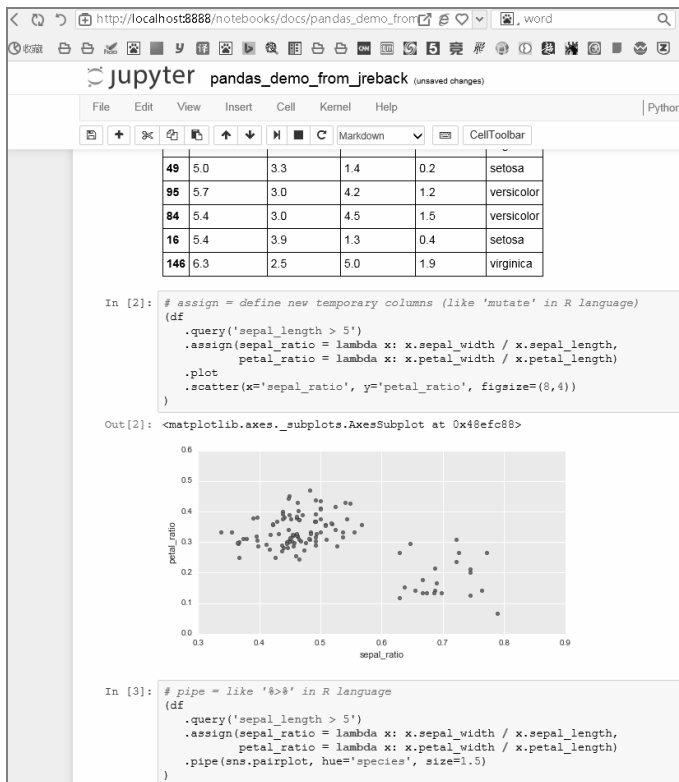 http://localhost:8888/notebooks/docs/pandas_demo_from
, word
收藏
jupyter pandas_demo_from_jreback (unsaved changes)
File Edit View Insert Cell Kernel Help
Python
Markdown CellToolbar
49 5.0 3.3 1.4 0.2 setosa
95 5.7 3.0 4.2 1.2 versicolor
84 5.4 3.0 4.5 1.5 versicolor
16 5.4 3.9 1.3 0.4 setosa
146 6.3 2.5 5.0 1.9 virginica
In [2]: # assign = define new temporary columns (like 'mutate' in R language)
(df
.query('sepal_length > 5')
.assign(sepal_ratio = lambda x: x.sepal_width / x.sepal_length,
petal_ratio = lambda x: x.petal_width / x.petal_length)
.plot
.scatter(x='sepal_ratio', y='petal_ratio', figsize=(8,4))
)
Out[2]: <matplotlib.axes._subplots.AxesSubplot at 0x48efc88>
0.6
0.5
0.4
0.3
0.2
0.1
0.0
petal_ratio
0.3 0.4 0.5 0.6 0.7 0.8 0.9
sepal_ratio
In [3]: # pipe = like '%>%' in R language
(df
.query('sepal_length > 5')
.assign(sepal_ratio = lambda x: x.sepal_width / x.sepal_length,
petal_ratio = lambda x: x.petal_width / x.petal_length)
.pipe(sns.pairplot, hue='species', size=1.5)
)